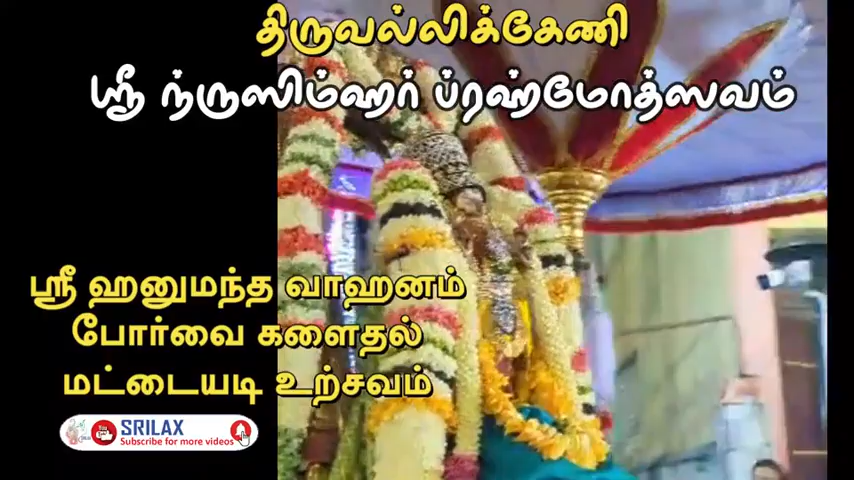 திருவல்லிக்கேணி
ஸ்ரீ ந்ருஸிம்ஹர் ப்ரஹ்மோத்ஸவம்
ஸ்ரீ ஹனுமந்த வாஹனம்
போர்வை களைதல்
மட்டையடி உற்சவம்
SRILAX
Subscribe for more videos